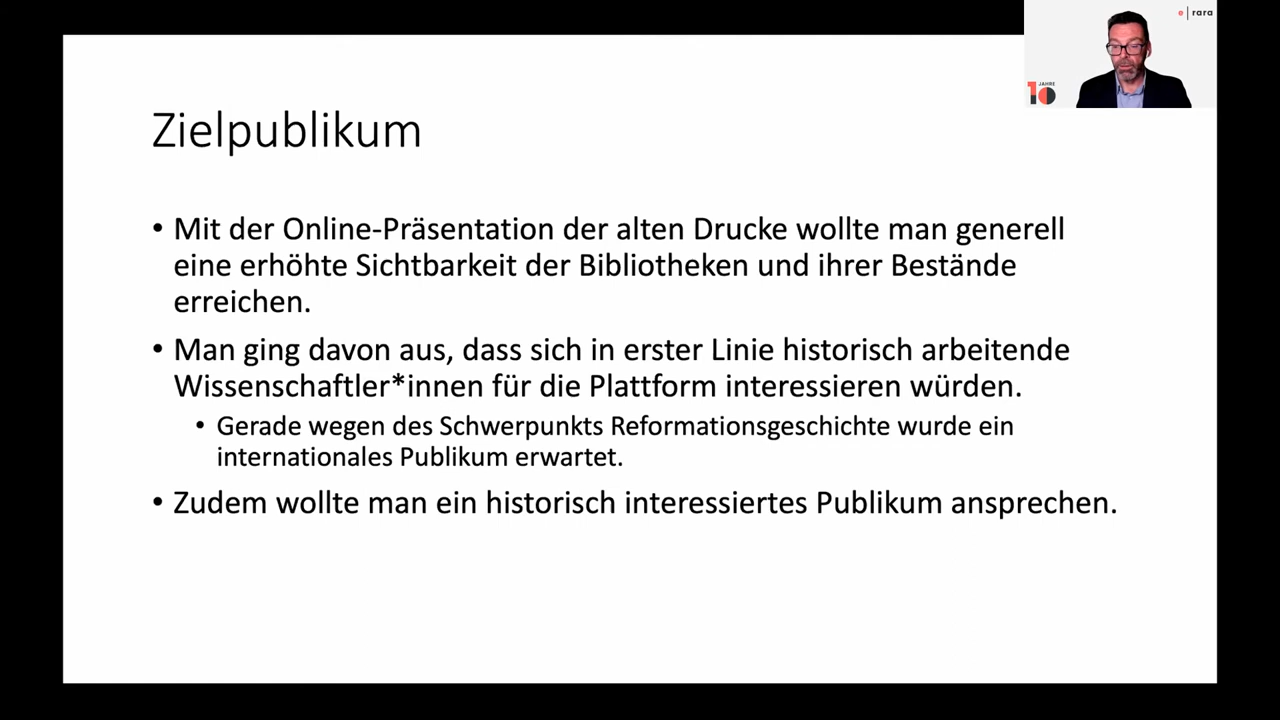 e | rara
10 JAHRE
Zielpublikum
• Mit der Online-Präsentation der alten Drucke wollte man generell
eine erhöhte Sichtbarkeit der Bibliotheken und ihrer Bestände
erreichen.
• Man ging davon aus, dass sich in erster Linie historisch arbeitende
Wissenschaftler*innen für die Plattform interessieren würden.
• Gerade wegen des Schwerpunkts Reformationsgeschichte wurde ein
internationales Publikum erwartet.
• Zudem wollte man ein historisch interessiertes Publikum ansprechen.